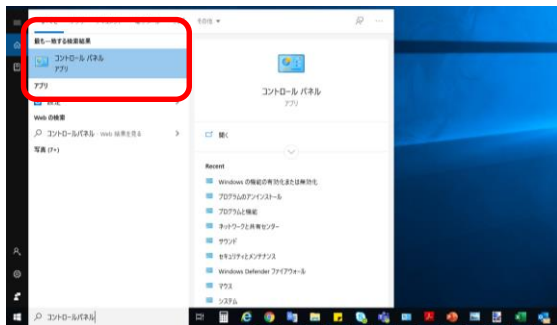 その他
最も一致する検索結果
コントロール パネル
アプリ
アプリ
設定
Web の検索
コントロールパネル - Web 結果を見る
写真 (7+)
コントロールパネル
コントロール パネル
アプリ
開く
Recent
Windows の機能の有効化または無効化
プログラムのアンインストール
プログラムと機能
ネットワークと共有センター
サウンド
セキュリティとメンテナンス
Windows Defender ファイアウォール
マウス
システム